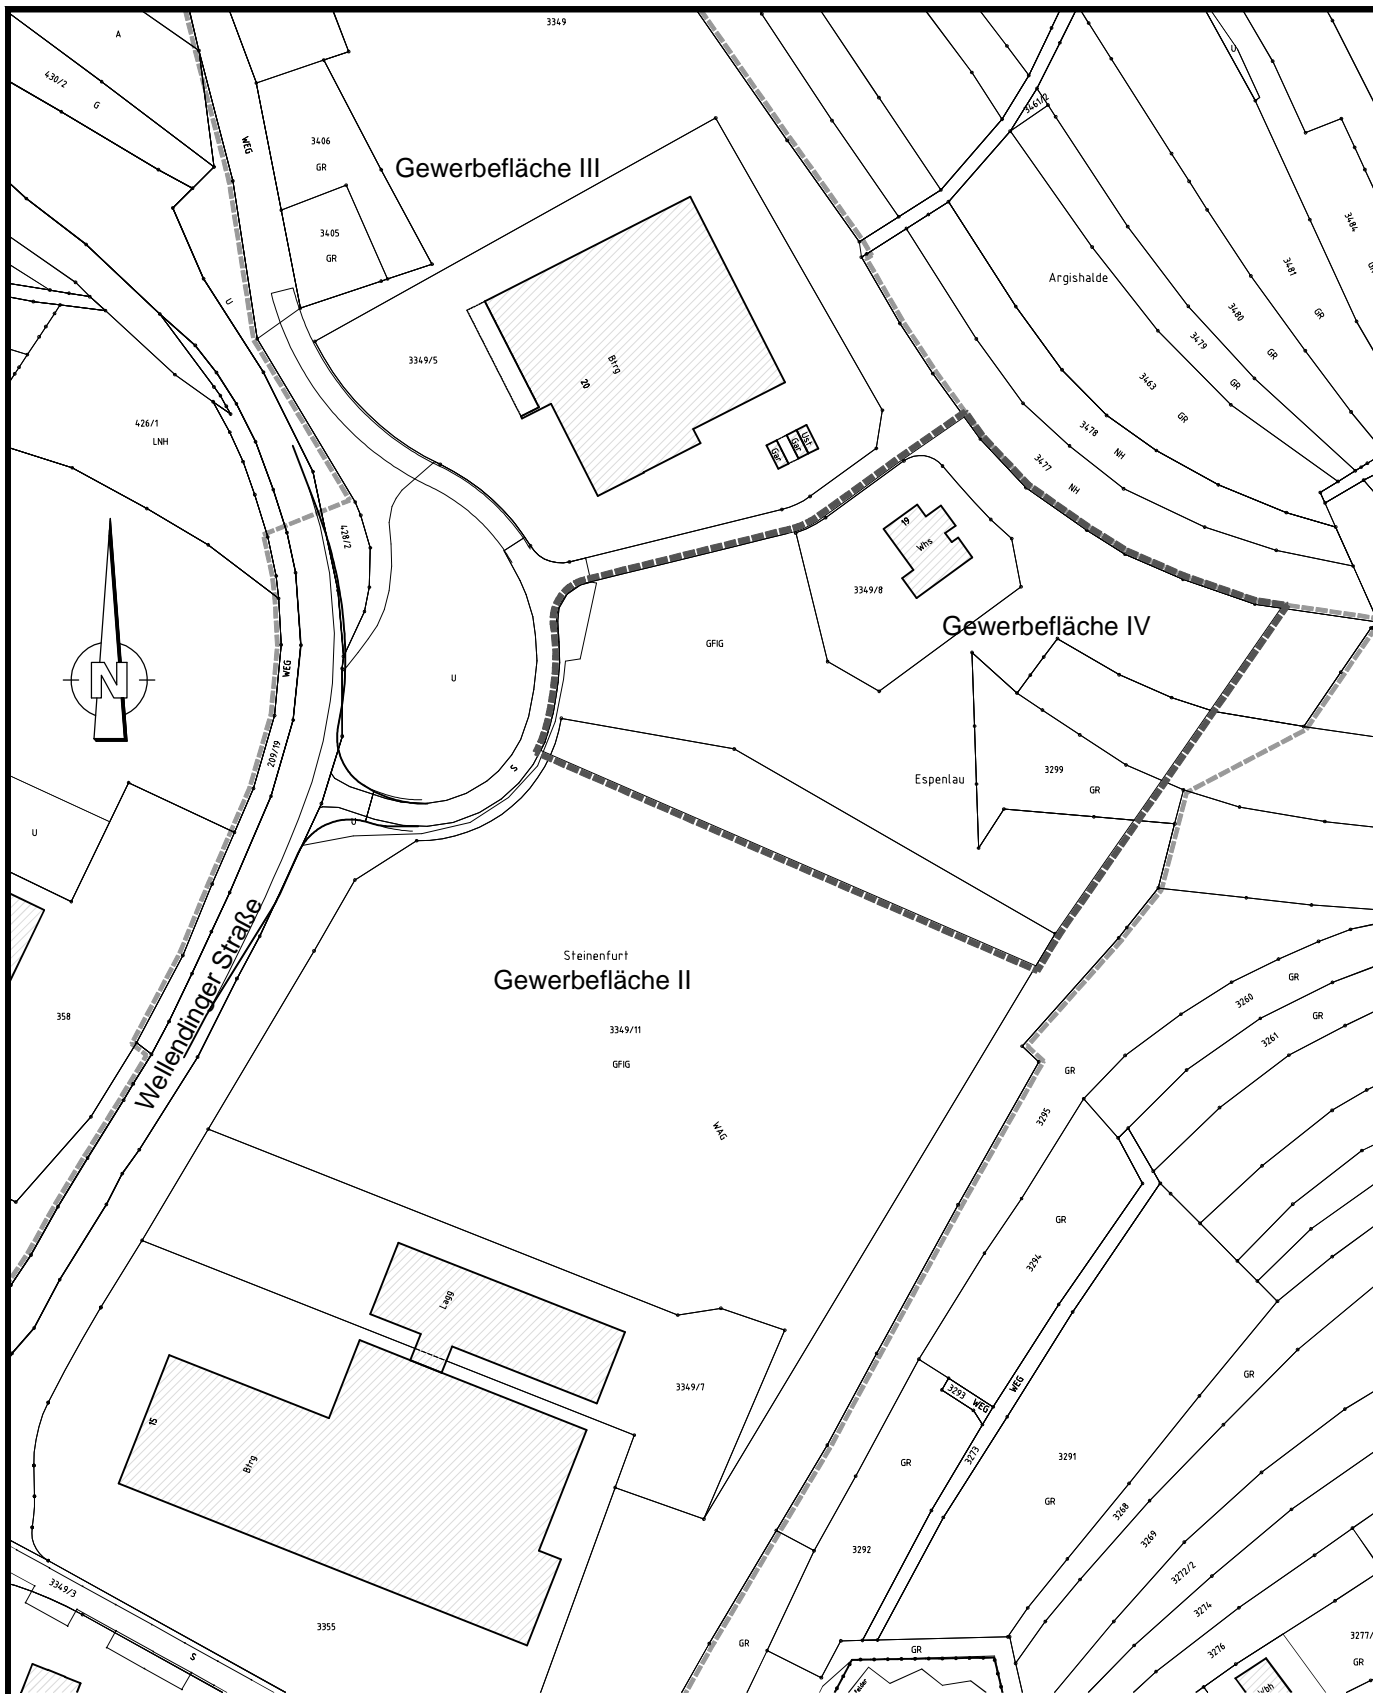 3349
A
430/2
G
U
WEG
3461/2
3406
GR
Gewerbefläche III
3405
GR
3484
3481
GR
Argishalde
U
3480
GR
3479
GR
3349/5
Btrg
20
3463
GR
426/1
LNH
Gar
Gar
Ust
3478
NH
3477
NH
428/2
19
Whs
3349/8
Gewerbefläche IV
GFIG
N
WEG
U
209/19
S
3299
GR
Espenlau
U
U
Wellendinger Straße
Steinenfurt
Gewerbefläche II
GR
3260
358
3349/11
GR
3261
GFIG
GR
3295
WAG
GR
3294
Lagg
3349/7
3293
WEG
WEG
GR
15
Btrg
GR
3273
3291
GR
3268
3269
3292
3272/2
3349/3
3274
3355
S
GR
GR
3276
3277/
GR